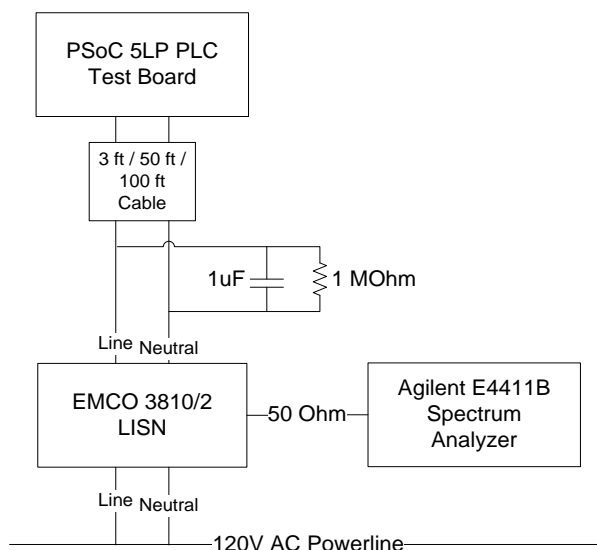 PSoC 5LP PLC
Test Board
3 ft / 50 ft /
100 ft
Cable
1uF
1 MOhm
Line
Neutral
EMCO 3810/2
LISN
50 Ohm
Agilent E4411B
Spectrum
Analyzer
Line
Neutral
120V AC Powerline